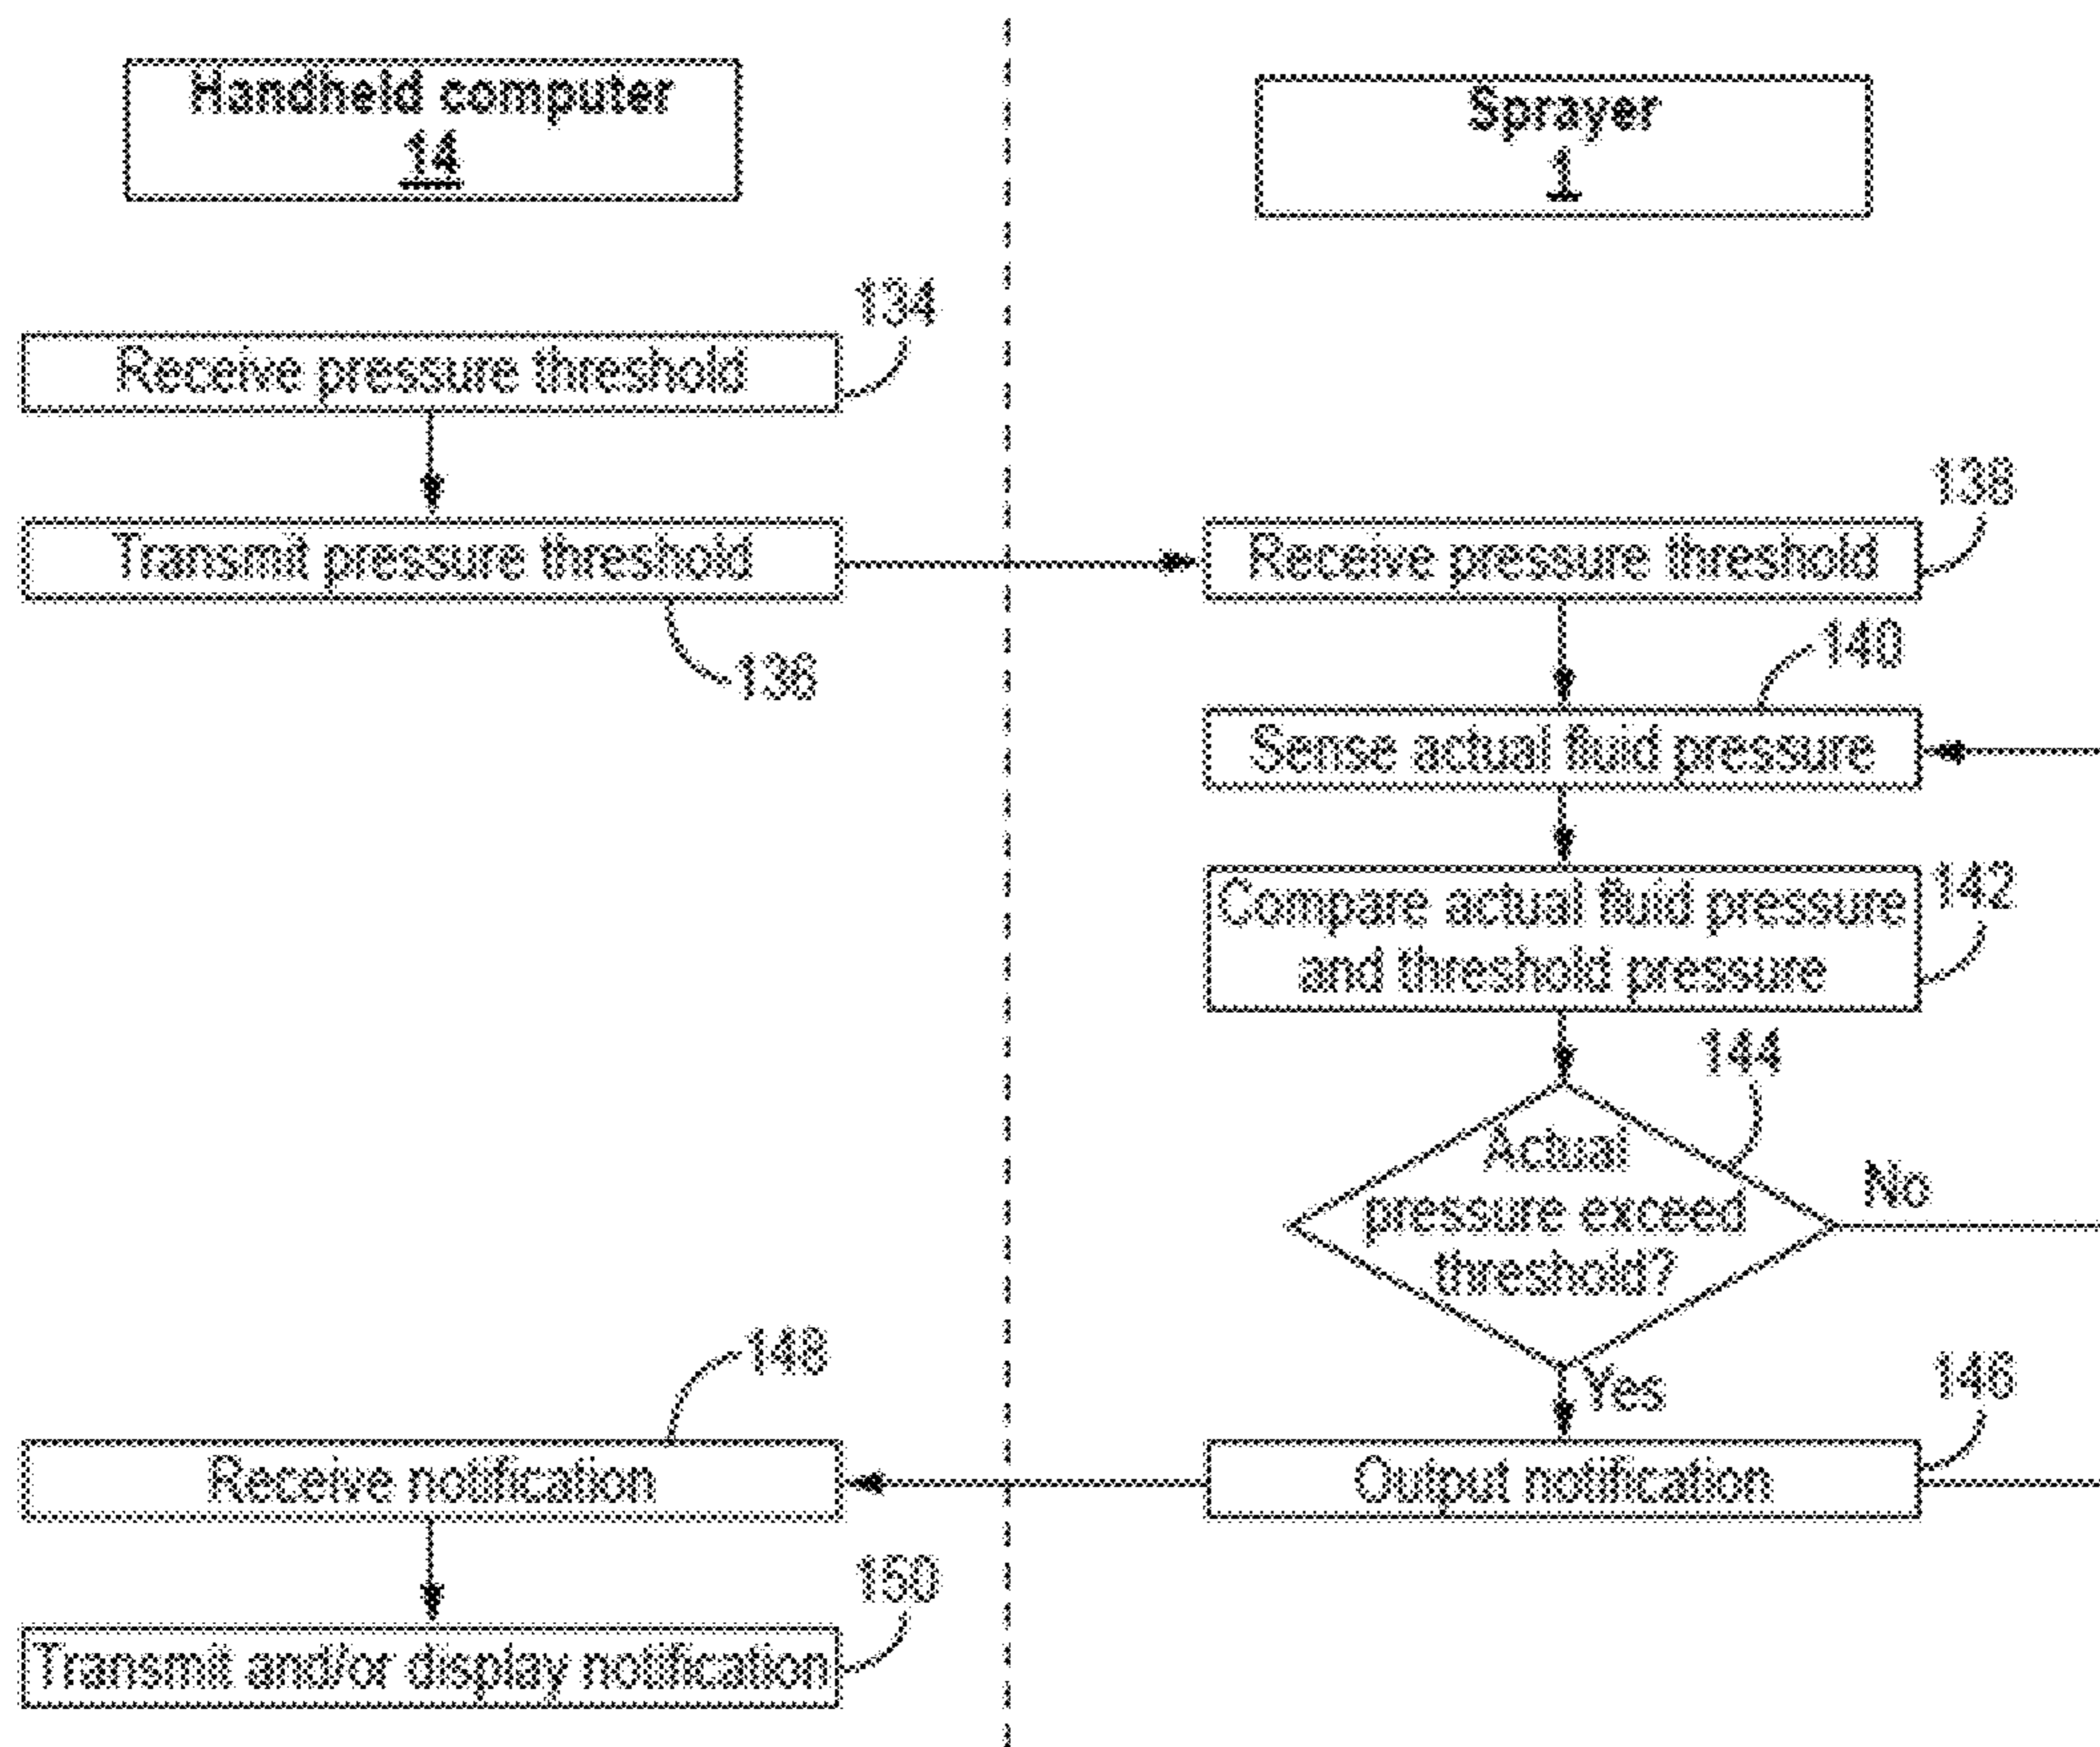 Handheld computer
14
Sprayer
1
134
Receive pressure threshold
138
Transmit pressure threshold
Receive pressure threshold
136
140
Sense actual fluid pressure
142
Compare actual fluid pressure
and threshold pressure
144
Actual
pressure exceed
threshold?
No
Yes
148
146
Receive notification
Output notification
150
Transmit and/or display notification